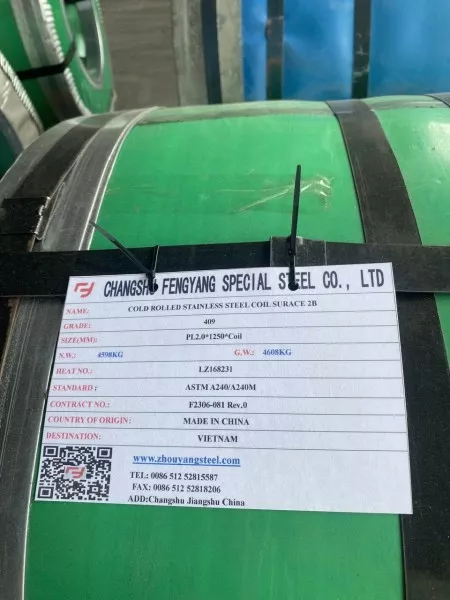 CHANGSHU FENGYANG SPECIAL STEEL CO., LTD
NAME: COLD ROLLED STAINLESS STEEL COIL SURACE 2B
GRADE: 409
SIZE(MM): PL2.0*1250*Coil
N.W.: 4598KG G.W.: 4608KG
HEAT NO.: LZ168231
STANDARD : ASTM A240/A240M
CONTRACT NO.: F2306-081 Rev.0
COUNTRY OF ORIGIN: MADE IN CHINA
DESTINATION: VIETNAM
www.zhouyangsteel.com
TEL: 0086 512 52815587
FAX: 0086 512 52818206
ADD:Changshu Jiangshu China